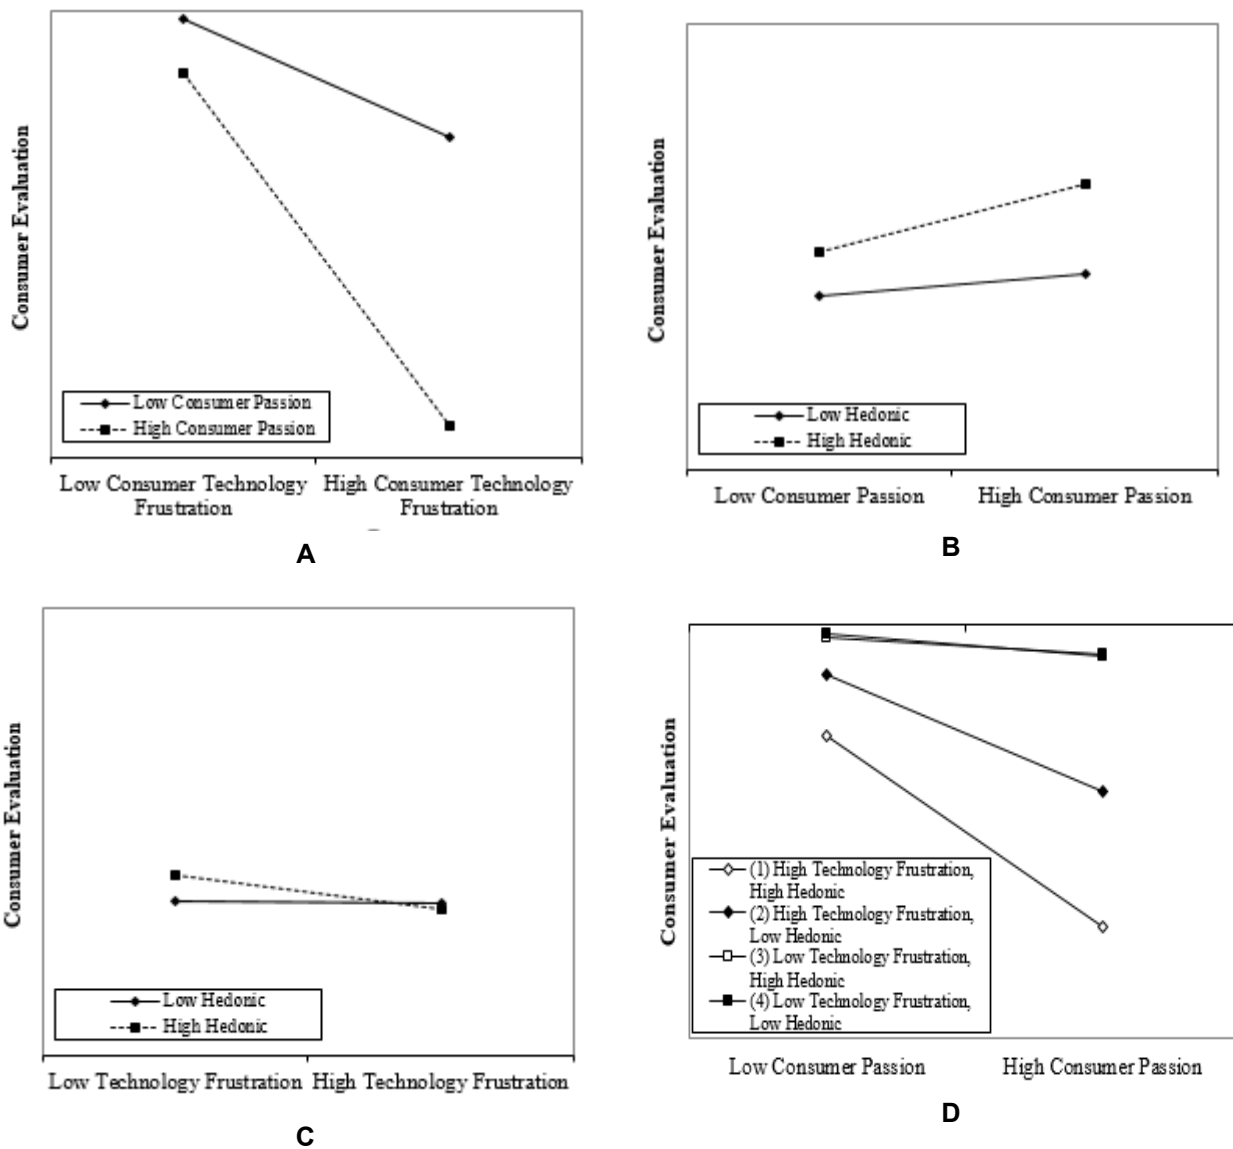 Consumer Evaluation
Low Consumer Passion
High Consumer Passion
Low Consumer Technology
Frustration
High Consumer Technology
Frustration
A
Consumer Evaluation
Low Hedonic
High Hedonic
Low Consumer Passion
High Consumer Passion
B
Consumer Evaluation
Low Hedonic
High Hedonic
Low Technology Frustration
High Technology Frustration
C
Consumer Evaluation
(1) High Technology Frustration,
High Hedonic
(2) High Technology Frustration,
Low Hedonic
(3) Low Technology Frustration,
High Hedonic
(4) Low Technology Frustration,
Low Hedonic
Low Consumer Passion
High Consumer Passion
D